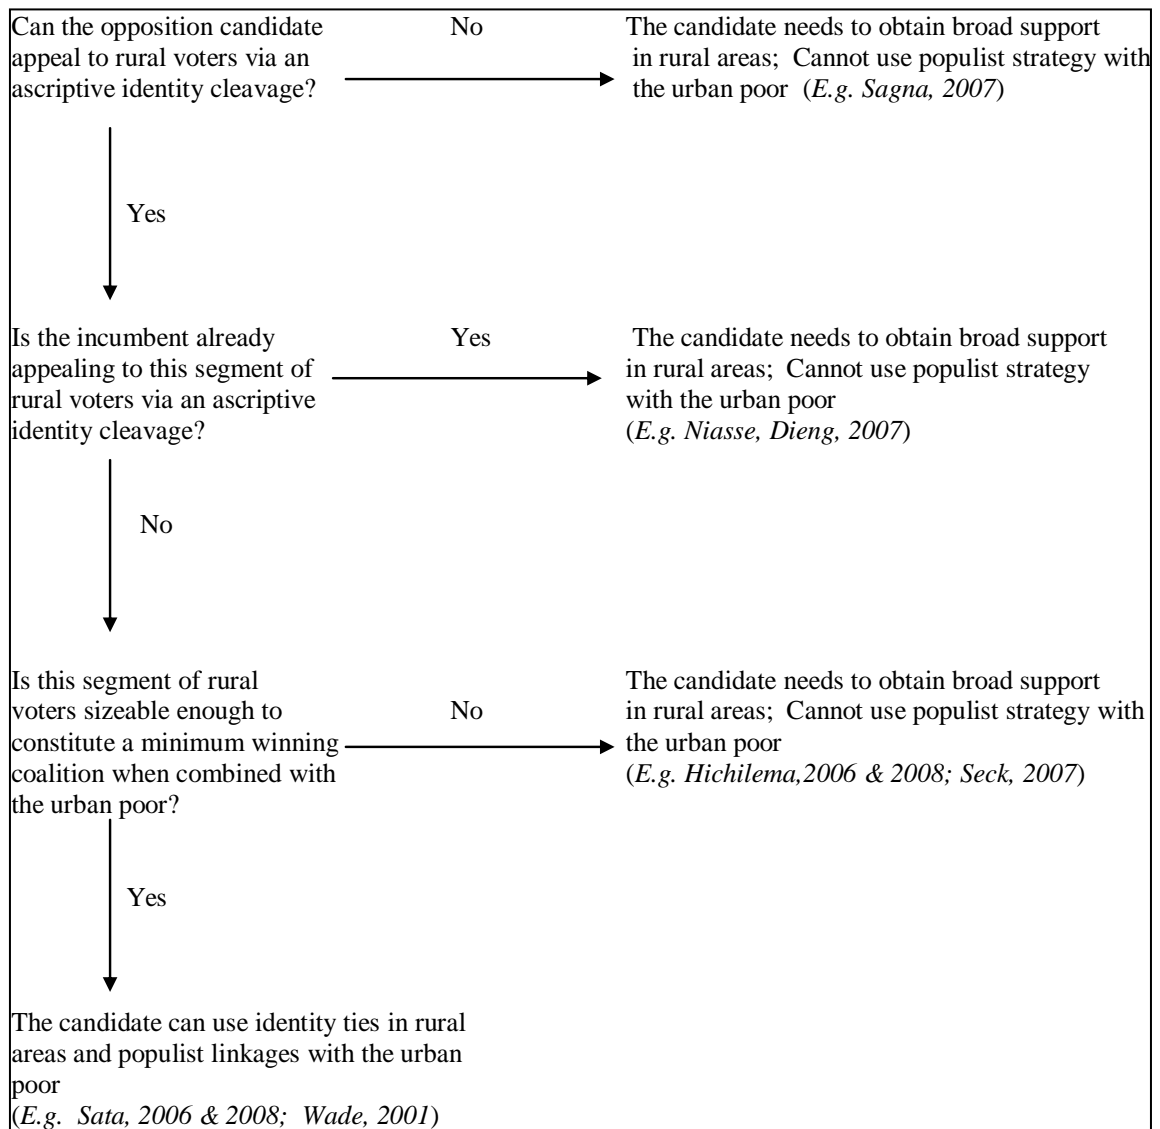 Can the opposition candidate
appeal to rural voters via an
ascriptive identity cleavage?
No
The candidate needs to obtain broad support
in rural areas; Cannot use populist strategy with
the urban poor (E.g. Sagna, 2007)
Yes
Is the incumbent already
appealing to this segment of
rural voters via an ascriptive
identity cleavage?
Yes
The candidate needs to obtain broad support
in rural areas; Cannot use populist strategy
with the urban poor
(E.g. Niasse, Dieng, 2007)
No
Is this segment of rural
voters sizeable enough to
constitute a minimum winning
coalition when combined with
the urban poor?
No
The candidate needs to obtain broad support
in rural areas; Cannot use populist strategy with
the urban poor
(E.g. Hichilema,2006 & 2008; Seck, 2007)
Yes
The candidate can use identity ties in rural
areas and populist linkages with the urban
poor
(E.g. Sata, 2006 & 2008; Wade, 2001)